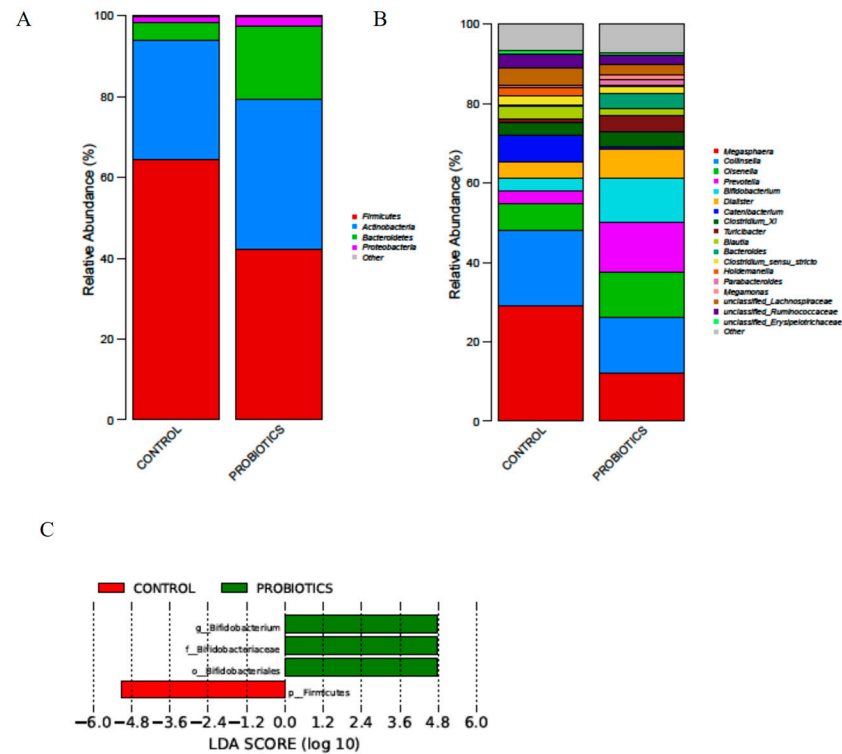 A
100
80
60
40
20
0
Relative Abundance (%)
CONTROL
PROBIOTICS
Firmicutes
Actinobacteria
Bacteroidetes
Proteobacteria
Other
B
100
80
60
40
20
0
Relative Abundance (%)
CONTROL
PROBIOTICS
Megasphaera
Collinsella
Olsenella
Prevotella
Bifidobacterium
Dialister
Catenibacterium
Clostridium_XI
Turicibacter
Blautia
Bacteroides
Clostridium_sensu_stricto
Holdemanella
Parabacteroides
Megamonas
unclassified_Lachnospiraceae
unclassified_Ruminococcaceae
unclassified_Erysipelotrichaceae
Other
C
CONTROL PROBIOTICS
g__Bifidobacterium
f__Bifidobacteriaceae
o__Bifidobacteriales
p__Firmicutes
−6.0 −4.8 −3.6 −2.4 −1.2 0.0 1.2 2.4 3.6 4.8 6.0
LDA SCORE (log 10)